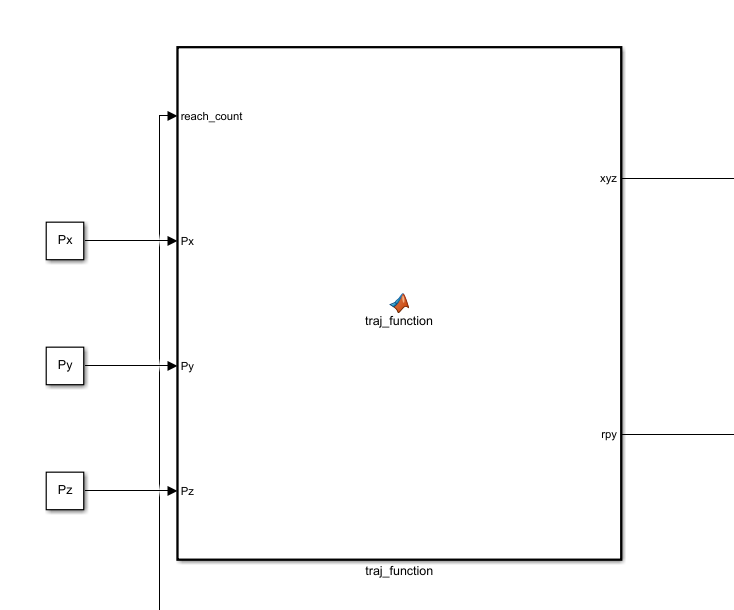 reach_count
xyz
Px
Px
traj_function
Py
Py
rpy
Pz
Pz
traj_function